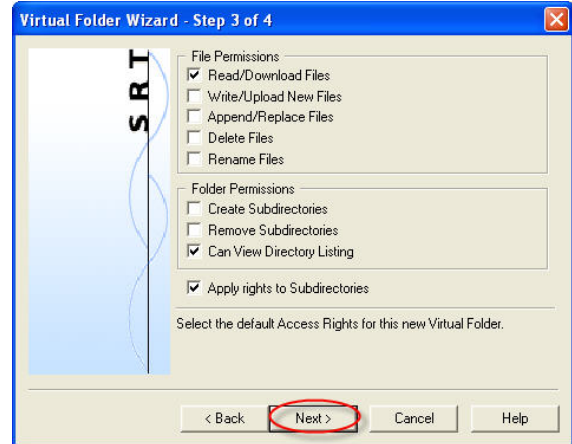 Virtual Folder Wizard - Step 3 of 4
SRT
File Permissions
Read/Download Files
Write/Upload New Files
Append/Replace Files
Delete Files
Rename Files
Folder Permissions
Create Subdirectories
Remove Subdirectories
Can View Directory Listing
Apply rights to Subdirectories
Select the default Access Rights for this new Virtual Folder.
< Back
Next >
Cancel
Help